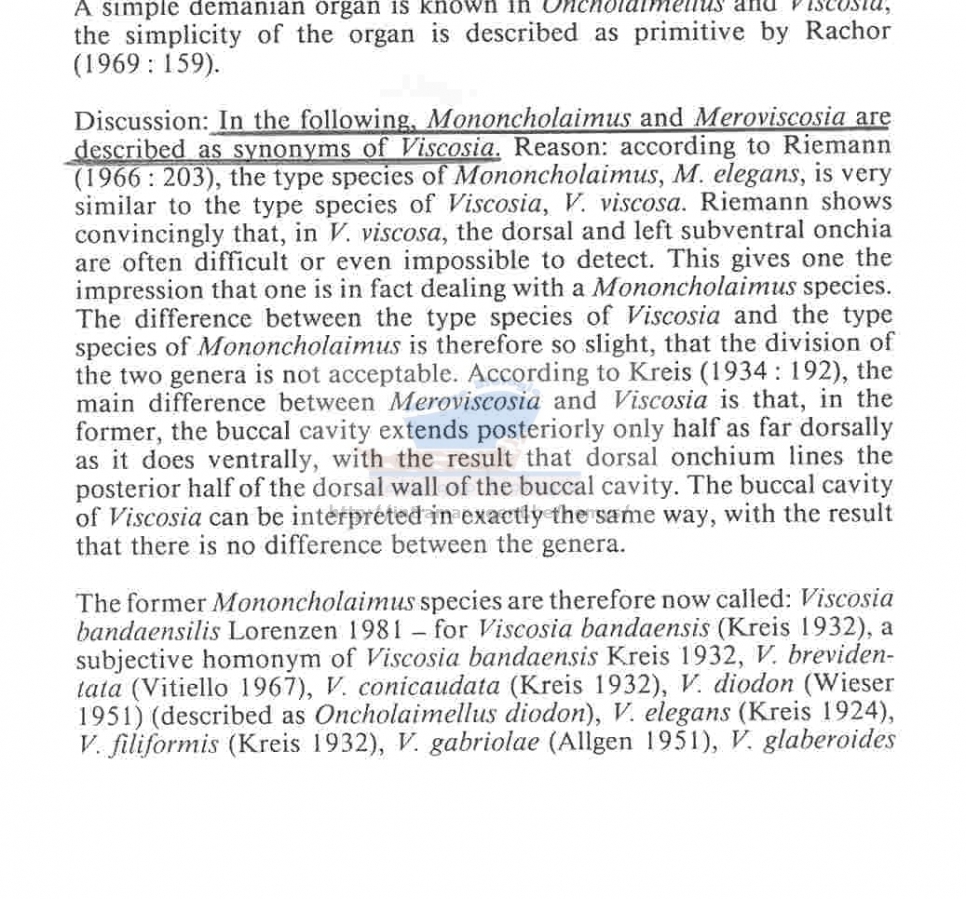 A simple demanian organ is known in Oncholaimellus and Viscosia,
the simplicity of the organ is described as primitive by Rachor
(1969 : 159).
Discussion: In the following, Mononcholaimus and Meroviscosia are
described as synonyms of Viscosia. Reason: according to Riemann
(1966 : 203), the type species of Mononcholaimus, M. elegans, is very
similar to the type species of Viscosia, V. viscosa. Riemann shows
convincingly that, in V. viscosa, the dorsal and left subventral onchia
are often difficult or even impossible to detect. This gives one the
impression that one is in fact dealing with a Mononcholaimus species.
The difference between the type species of Viscosia and the type
species of Mononcholaimus is therefore so slight, that the division of
the two genera is not acceptable. According to Kreis (1934 : 192), the
main difference between Meroviscosia and Viscosia is that, in the
former, the buccal cavity extends posteriorly only half as far dorsally
as it does ventrally, with the result that dorsal onchium lines the
posterior half of the dorsal wall of the buccal cavity. The buccal cavity
of Viscosia can be interpreted in exactly the same way, with the result
that there is no difference between the genera.
The former Mononcholaimus species are therefore now called: Viscosia
bandaensilis Lorenzen 1981 – for Viscosia bandaensis (Kreis 1932), a
subjective homonym of Viscosia bandaensis Kreis 1932, V. breviden-
tata (Vitiello 1967), V. conicaudata (Kreis 1932), V. diodon (Wieser
1951) (described as Oncholaimellus diodon), V. elegans (Kreis 1924),
V. filiformis (Kreis 1932), V. gabriolae (Allgen 1951), V. glaberoides